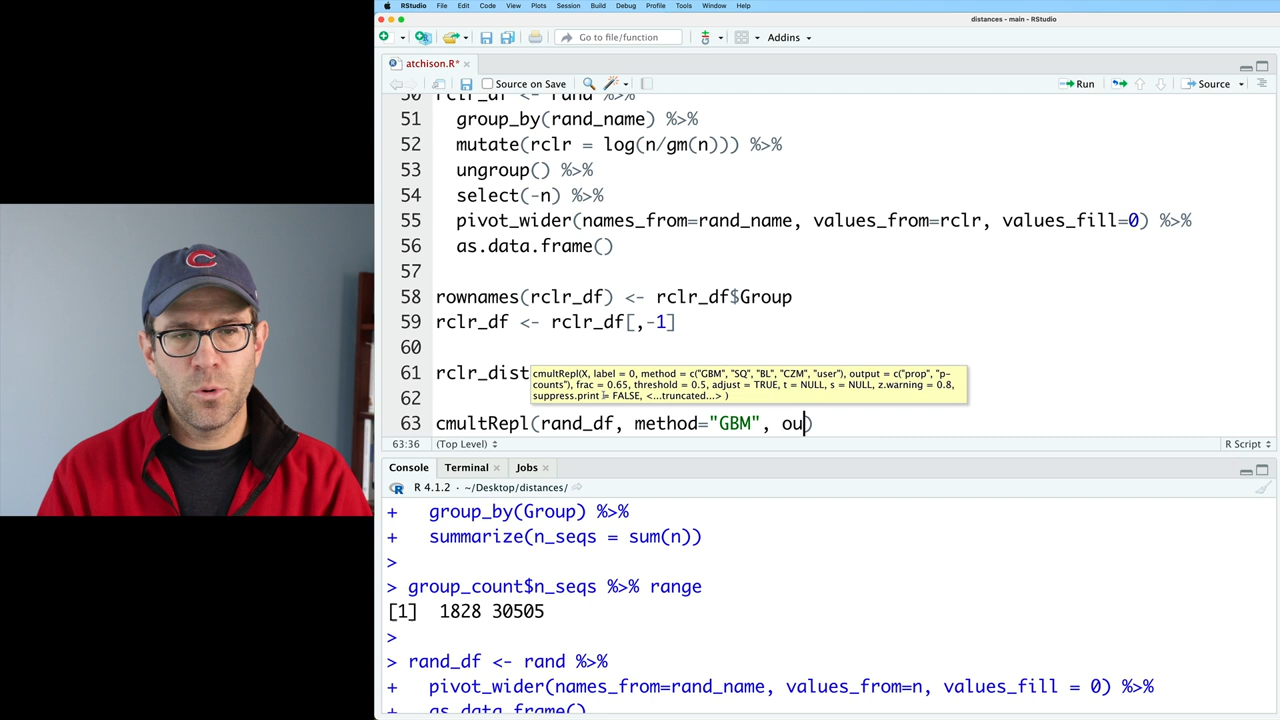 RStudio File Edit Code View Plots Session Build Debug Profile Tools Window Help
distances - main - RStudio
Go to file/function
Addins
atchison.R*
Source on Save
Run
Source
50 rclr_df <- rand %>%
51 group_by(rand_name) %>%
52 mutate(rclr = log(n/gm(n))) %>%
53 ungroup() %>%
54 select(-n) %>%
55 pivot_wider(names_from=rand_name, values_from=rclr, values_fill=0) %>%
56 as.data.frame()
57
58 rownames(rclr_df) <- rclr_df$Group
59 rclr_df <- rclr_df[,-1]
60
61 rclr_dist
cmultRepl(X, label = 0, method = c("GBM", "SQ", "BL", "CZM", "user"), output = c("prop", "p-
counts"), frac = 0.65, threshold = 0.5, adjust = TRUE, t = NULL, s = NULL, z.warning = 0.8,
suppress.print = FALSE, <...truncated...> )
62
63 cmultRepl(rand_df, method="GBM", ou)
63:36 (Top Level) R Script
Console Terminal Jobs
R 4.1.2 · ~/Desktop/distances/
+ group_by(Group) %>%
+ summarize(n_seqs = sum(n))
>
> group_count$n_seqs %>% range
[1] 1828 30505
>
> rand_df <- rand %>%
+ pivot_wider(names_from=rand_name, values_from=n, values_fill = 0) %>%
+ as.data.frame()